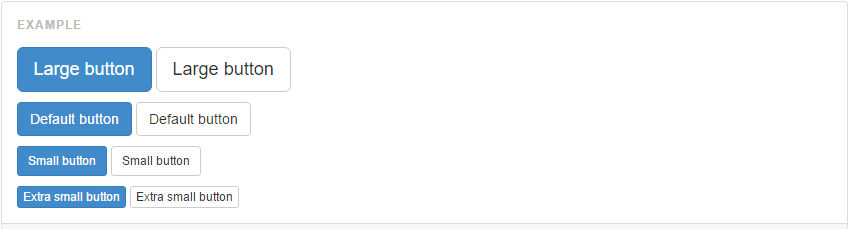 EXAMPLE
Large button Large button
Default button Default button
Small button Small button
Extra small button Extra small button